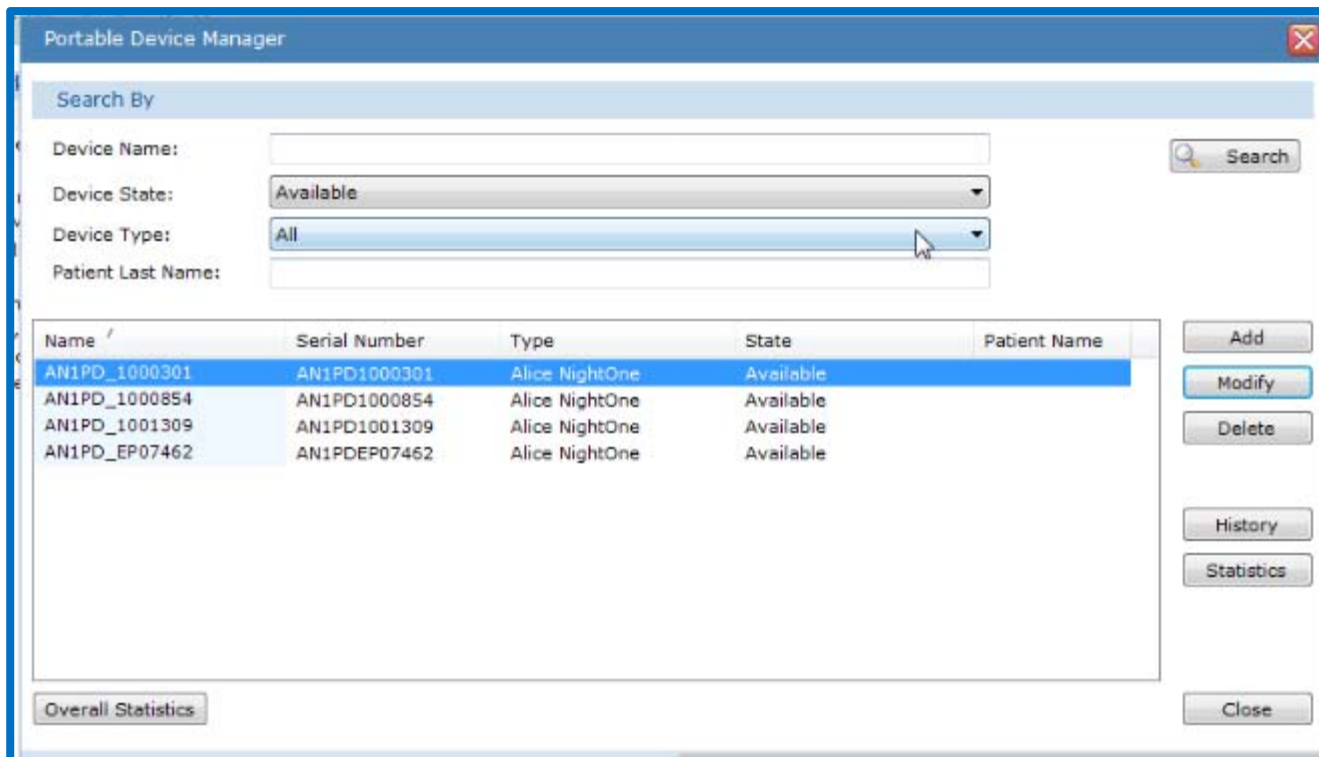 Portable Device Manager
Search By
Device Name:
Search
Device State: Available
Device Type: All
Patient Last Name:
Name Serial Number Type State Patient Name
Add
AN1PD_1000301 AN1PD1000301 Alice NightOne Available
Modify
AN1PD_1000854 AN1PD1000854 Alice NightOne Available
AN1PD_1001309 AN1PD1001309 Alice NightOne Available
Delete
AN1PD_EP07462 AN1PDEP07462 Alice NightOne Available
History
Statistics
Overall Statistics
Close